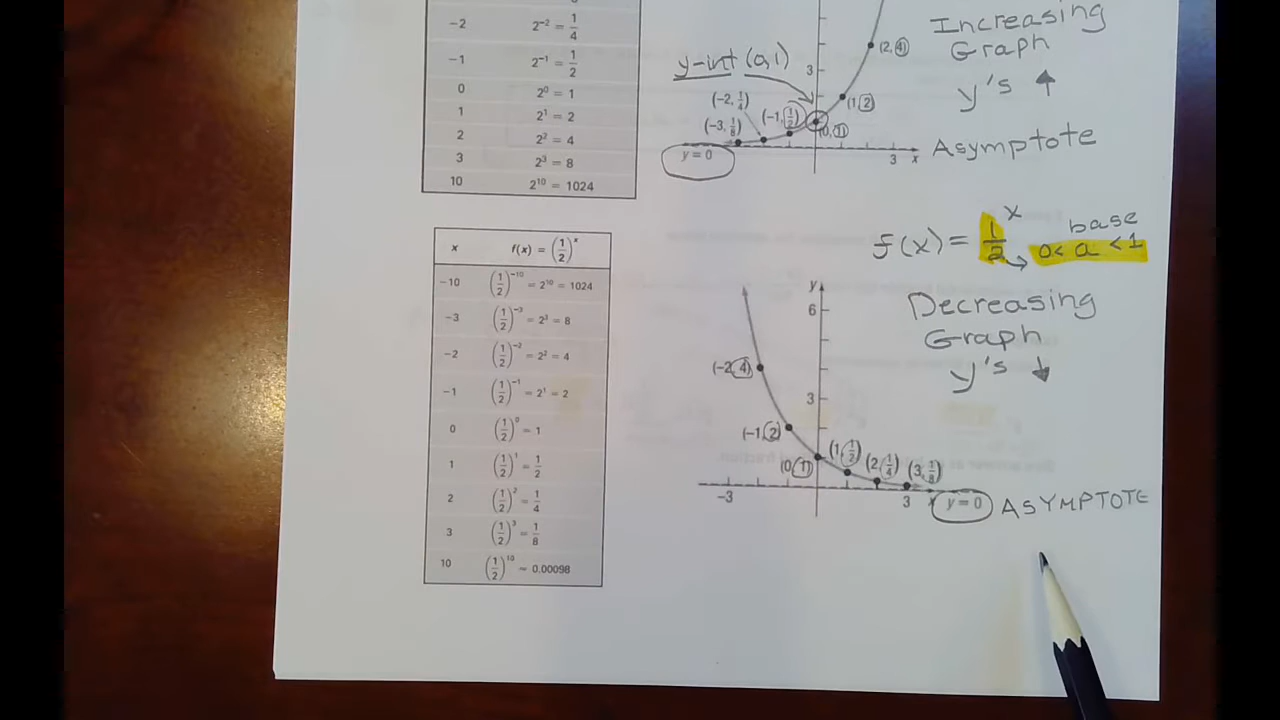 -2 2⁻² = 1/4
-1 2⁻¹ = 1/2
0 2⁰ = 1
1 2¹ = 2
2 2² = 4
3 2³ = 8
10 2¹⁰ = 1024
Increasing
Graph
y's ↑
Asymptote
y-int (0,1)
(2,4)
3
(1,2)
(-2, 1/4)
(-1, 1/2)
(-3, 1/8)
(0,1)
y = 0
3 x
x f(x) = (1/2)ˣ
-10 (1/2)⁻¹⁰ = 2¹⁰ = 1024
-3 (1/2)⁻³ = 2³ = 8
-2 (1/2)⁻² = 2² = 4
-1 (1/2)⁻¹ = 2¹ = 2
0 (1/2)⁰ = 1
1 (1/2)¹ = 1/2
2 (1/2)² = 1/4
3 (1/2)³ = 1/8
10 (1/2)¹⁰ ≈ 0.00098
f(x) = 1/2 ˣ → base
0 < a < 1
Decreasing
Graph
y's ↓
y
6
(-2,4)
3
(-1,2)
(0,1)
(1, 1/2)
(2, 1/4)
(3, 1/8)
-3
3 x
y = 0
ASYMPTOTE